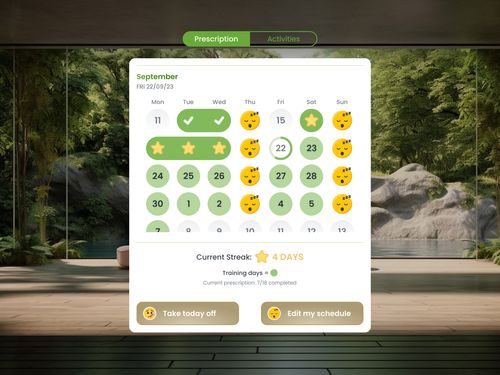 Prescription Activities
September
FRI 22/09/23
Mon Tue Wed Thu Fri Sat Sun
11 15
22 23
24 25 26 27 28
30 1 2 4 5
7 8 9 10 11 12 13
Current Streak: 4 DAYS
Training days =
Current prescription: 7/18 completed
Take today off Edit my schedule